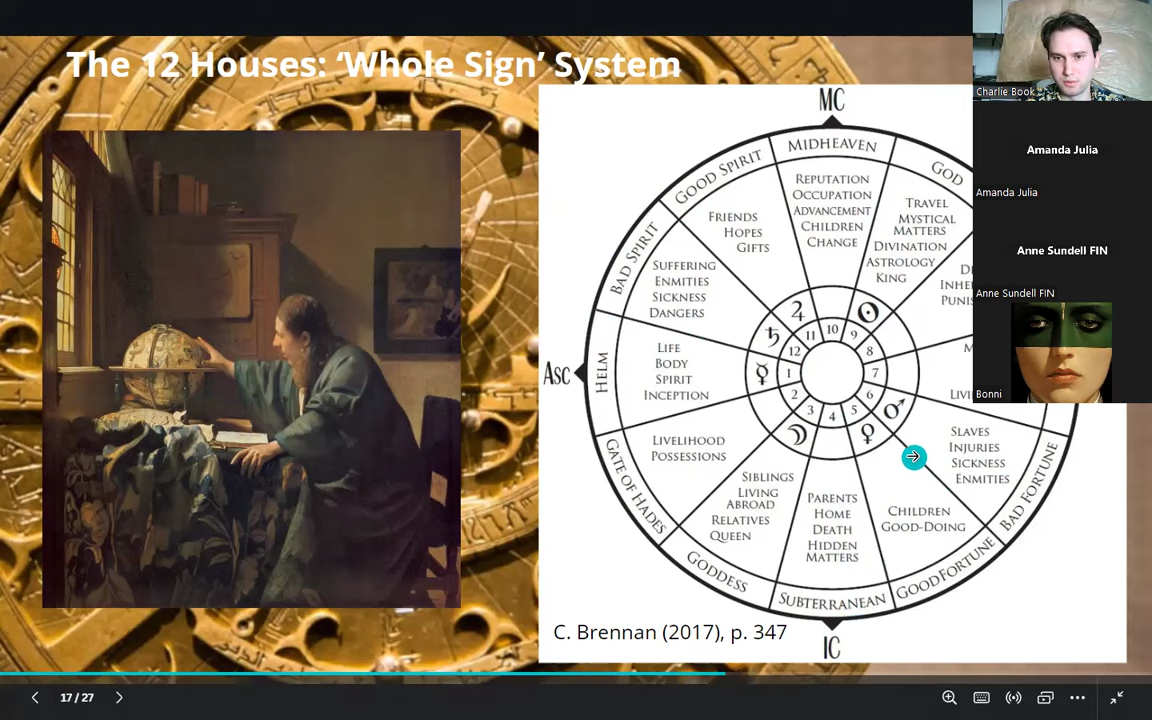 The 12 Houses: ‘Whole Sign’ System
Charlie Book
Amanda Julia
Amanda Julia
Anne Sundell FIN
Anne Sundell FIN
Bonni
MC
MIDHEAVEN
REPUTATION
OCCUPATION
ADVANCEMENT
CHILDREN
CHANGE
GOD
TRAVEL
MYSTICAL
MATTERS
DIVINATION
ASTROLOGY
KING
GOOD SPIRIT
FRIENDS
HOPES
GIFTS
BAD SPIRIT
SUFFERING
ENMITIES
SICKNESS
DANGERS
ASC
HELM
LIFE
BODY
SPIRIT
INCEPTION
GATE OF HADES
LIVELIHOOD
POSSESSIONS
GODDESS
SIBLINGS
LIVING
ABROAD
RELATIVES
QUEEN
SUBTERRANEAN
PARENTS
HOME
DEATH
HIDDEN
MATTERS
GOOD FORTUNE
CHILDREN
GOOD-DOING
BAD FORTUNE
SLAVES
INJURIES
SICKNESS
ENMITIES
♃ ☉ ♄ ☿ ☽ ♀ ♂
1
2
3
4
5
6
7
8
9
10
11
12
IC
C. Brennan (2017), p. 347
17 / 27